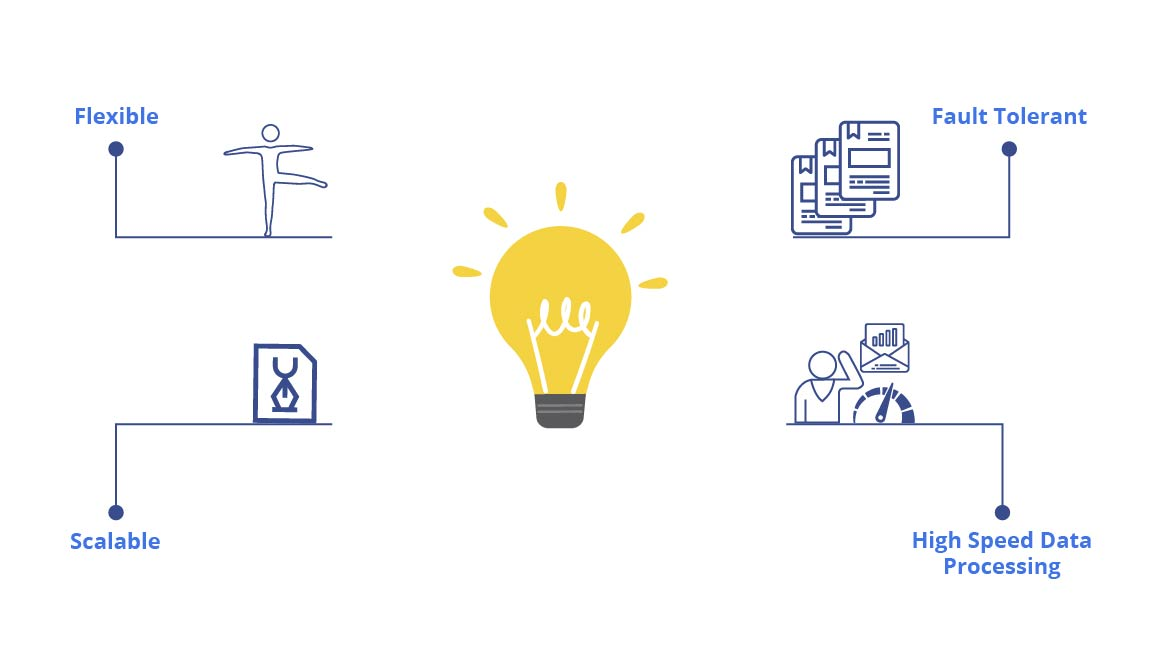 Flexible
Fault Tolerant
Scalable
High Speed Data
Processing